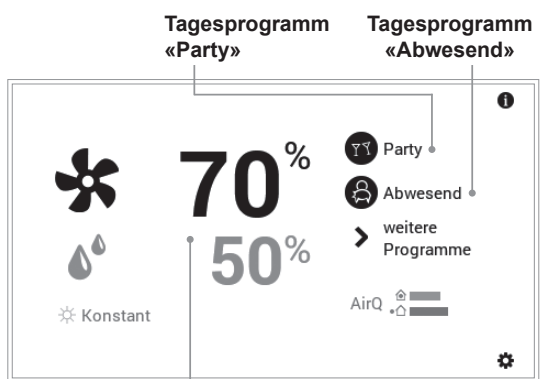 Tagesprogramm
«Party»
Tagesprogramm
«Abwesend»
70%
Party
Abwesend
50%
weitere
Programme
Konstant
AirQ